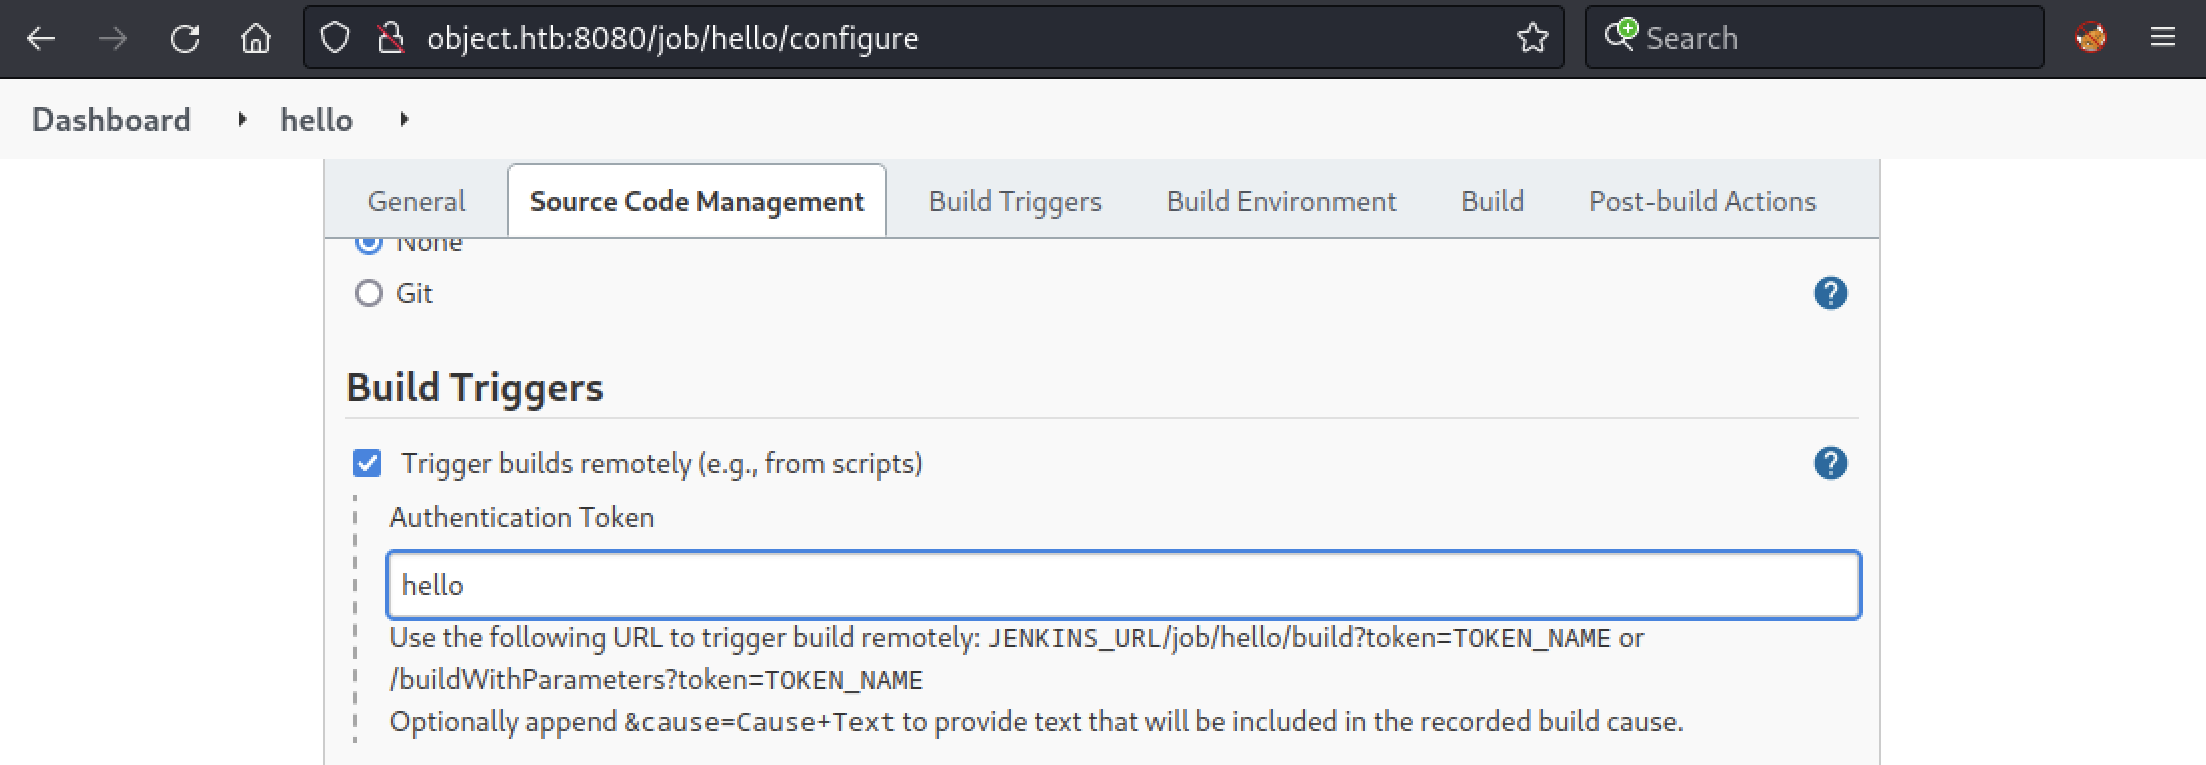 object.htb:8080/job/hello/configure
Search
Dashboard hello
General Source Code Management Build Triggers Build Environment Build Post-build Actions
None
Git
?
Build Triggers
Trigger builds remotely (e.g., from scripts)
?
Authentication Token
hello
Use the following URL to trigger build remotely: JENKINS_URL/job/hello/build?token=TOKEN_NAME or
/buildWithParameters?token=TOKEN_NAME
Optionally append &cause=Cause+Text to provide text that will be included in the recorded build cause.